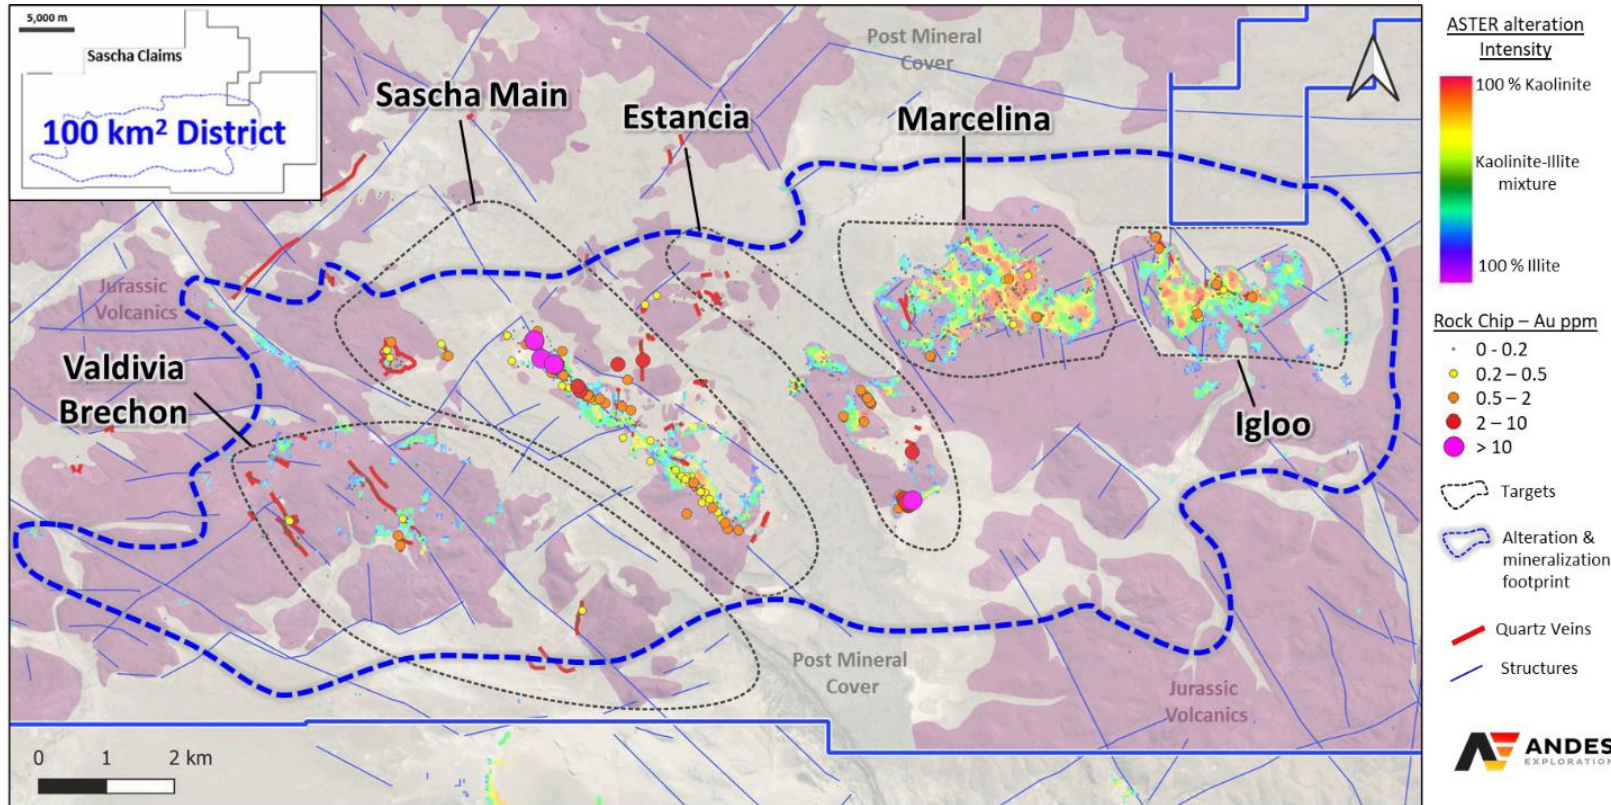 5,000 m
Sascha Claims
100 km² District
Post Mineral
Cover
Sascha Main
Estancia
Marcelina
Jurassic
Volcanics
Valdivia
Brechon
Igloo
Post Mineral
Cover
Jurassic
Volcanics
0 1 2 km
ASTER alteration
Intensity
100 % Kaolinite
Kaolinite-Illite
mixture
100 % Illite
Rock Chip – Au ppm
0 - 0.2
0.2 – 0.5
0.5 – 2
2 – 10
> 10
Targets
Alteration &
mineralization
footprint
Quartz Veins
Structures
ANDES
EXPLORATION